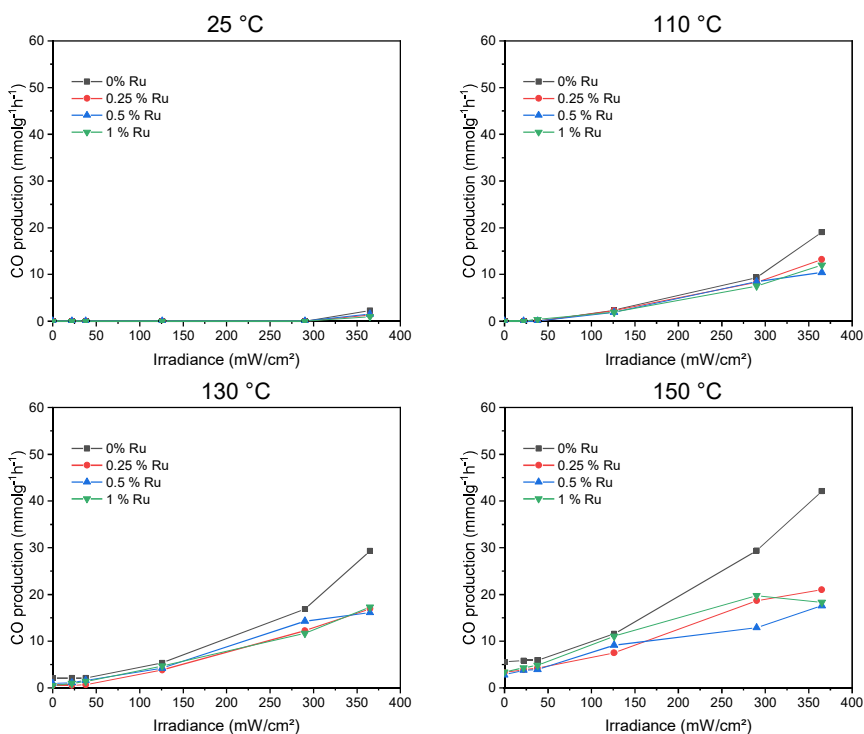 25 °C
60
50
40
30
20
10
0
CO production (mmolg⁻¹h⁻¹)
0% Ru
0.25 % Ru
0.5 % Ru
1 % Ru
0 50 100 150 200 250 300 350 400
Irradiance (mW/cm²)
110 °C
60
50
40
30
20
10
0
CO production (mmolg⁻¹h⁻¹)
0% Ru
0.25 % Ru
0.5 % Ru
1 % Ru
0 50 100 150 200 250 300 350 400
Irradiance (mW/cm²)
130 °C
60
50
40
30
20
10
0
CO production (mmolg⁻¹h⁻¹)
0% Ru
0.25 % Ru
0.5 % Ru
1 % Ru
0 50 100 150 200 250 300 350 400
Irradiance (mW/cm²)
150 °C
60
50
40
30
20
10
0
CO production (mmolg⁻¹h⁻¹)
0% Ru
0.25 % Ru
0.5 % Ru
1 % Ru
0 50 100 150 200 250 300 350 400
Irradiance (mW/cm²)